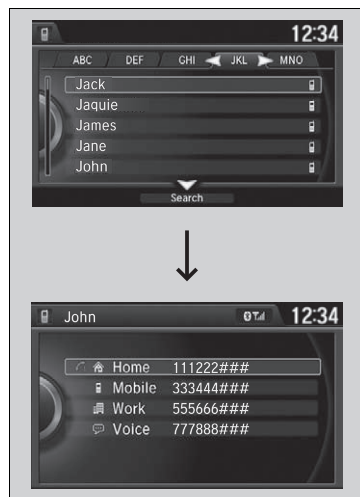 12:34
ABC DEF GHI JKL MNO
Jack
Jaquie
James
Jane
John
Search
John 12:34
Home 111222###
Mobile 333444###
Work 555666###
Voice 777888###